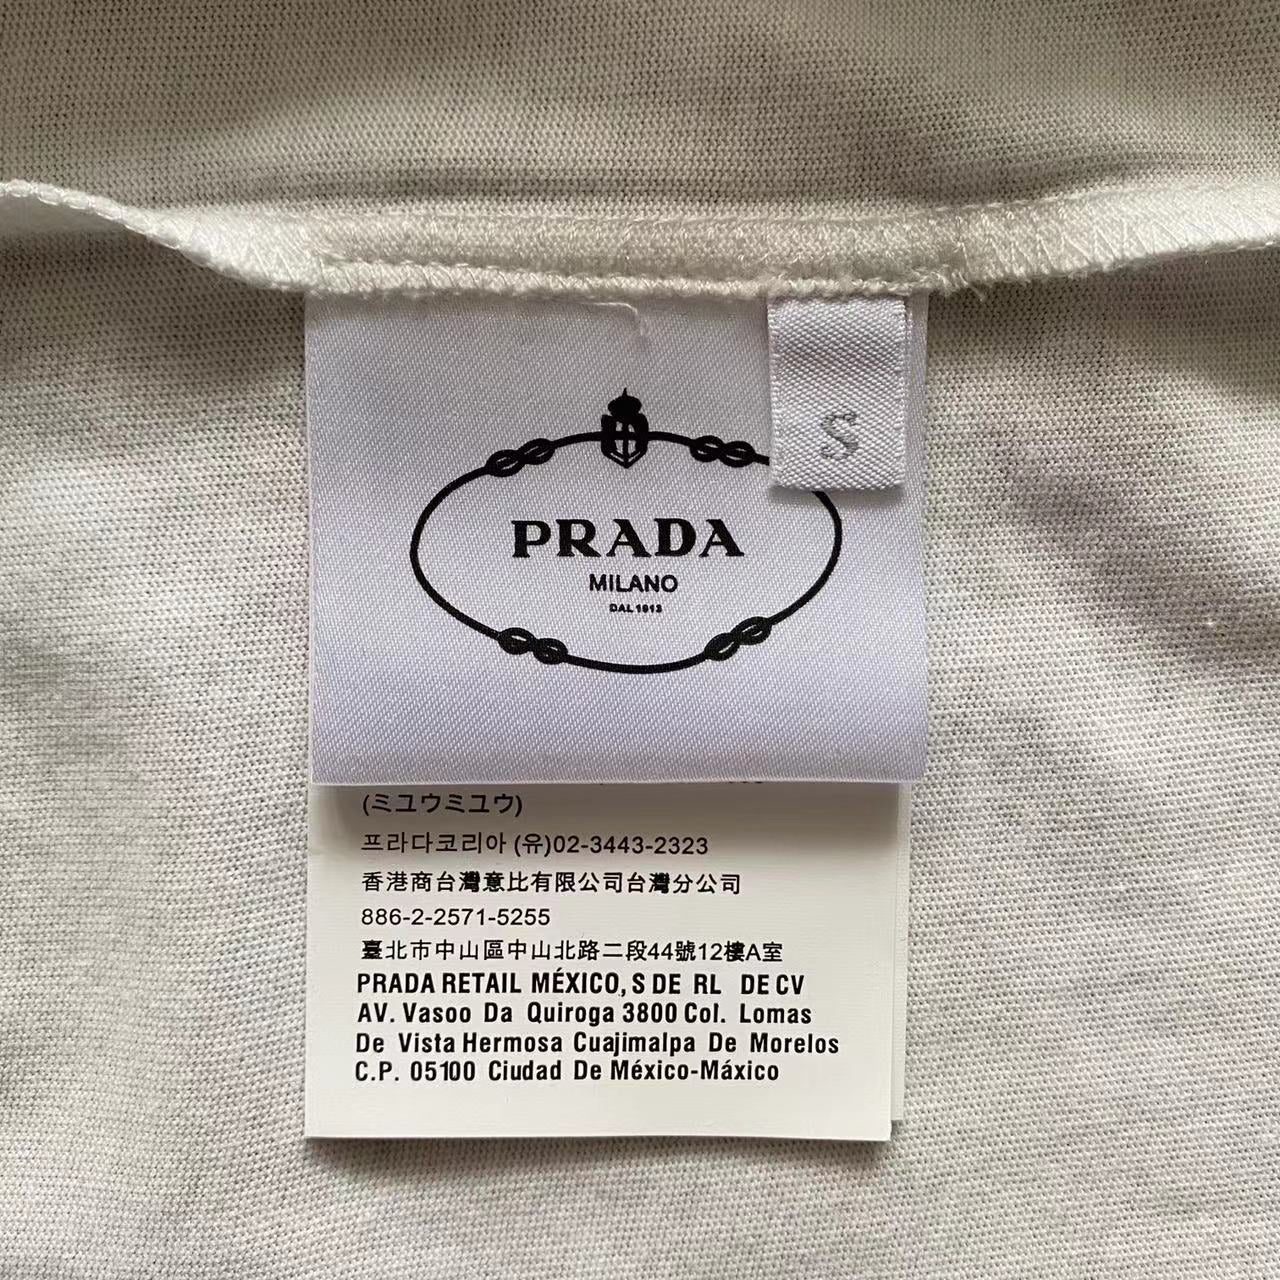 S
PRADA
MILANO
DAL 1913
(ミユウミユウ)
프라다코리아 (유)02-3443-2323
香港商台灣意比有限公司台灣分公司
886-2-2571-5255
臺北市中山區中山北路二段44號12樓A室
PRADA RETAIL MÉXICO, S DE RL DE CV
AV. Vasoo Da Quiroga 3800 Col. Lomas
De Vista Hermosa Cuajimalpa De Morelos
C.P. 05100 Ciudad De México-Máxico